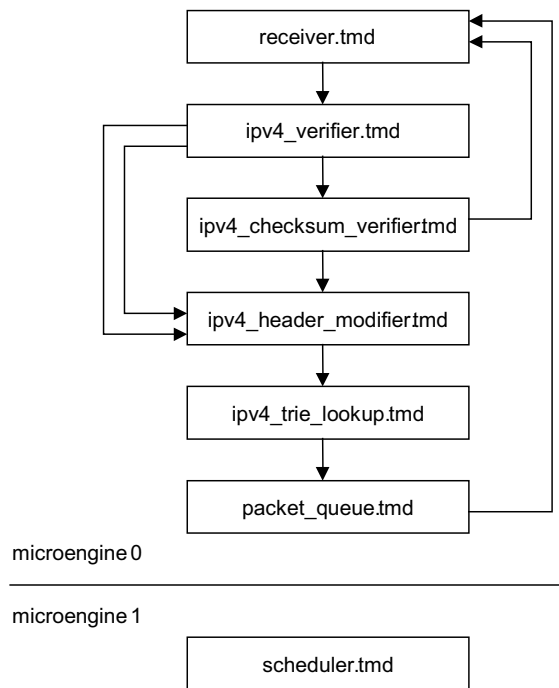 receiver.tmd
ipv4_verifier.tmd
ipv4_checksum_verifier.tmd
ipv4_header_modifier.tmd
ipv4_trie_lookup.tmd
packet_queue.tmd
microengine 0
microengine 1
scheduler.tmd